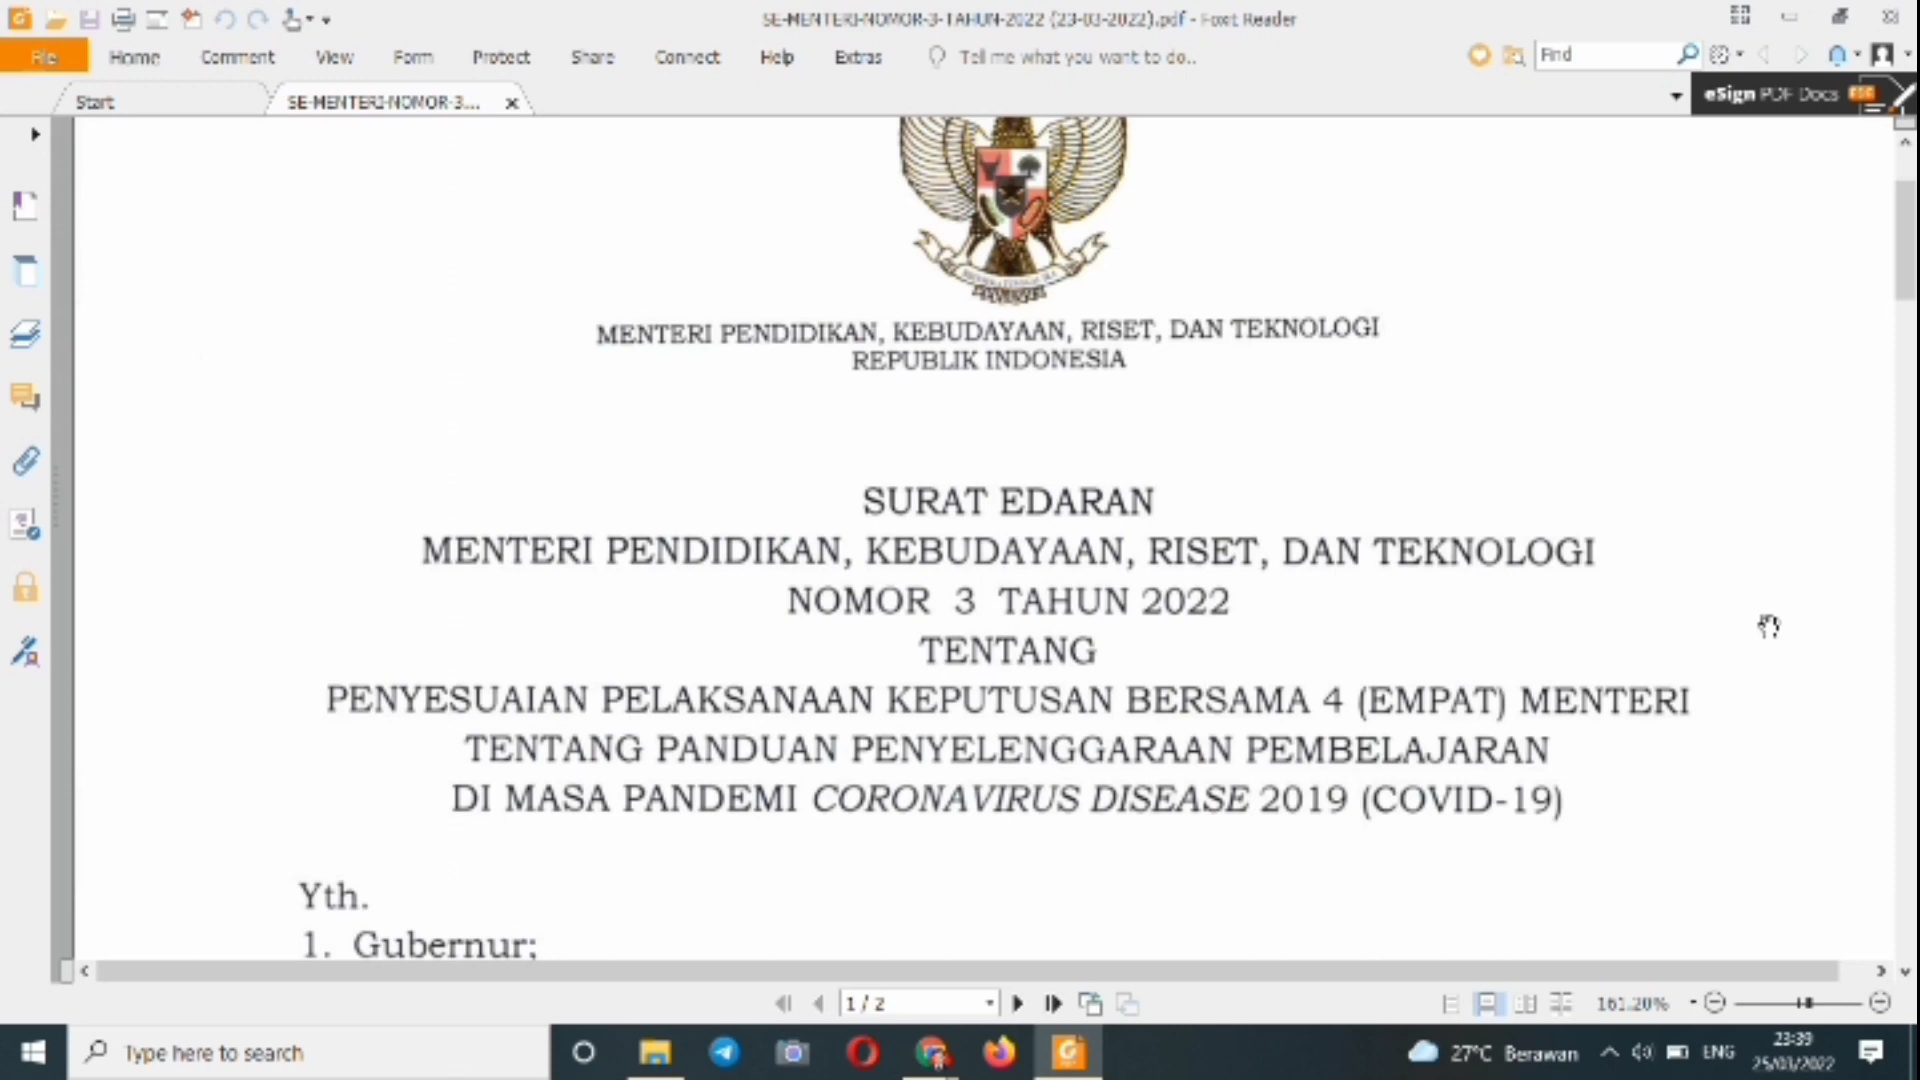 SE-MENTERI-NOMOR-3-TAHUN-2022 (23-03-2022).pdf - Foxit Reader
File Home Comment View Form Protect Share Connect Help Extras Tell me what you want to do.. Find
Start SE-MENTERI-NOMOR-3... eSign PDF Docs
MENTERI PENDIDIKAN, KEBUDAYAAN, RISET, DAN TEKNOLOGI
REPUBLIK INDONESIA
SURAT EDARAN
MENTERI PENDIDIKAN, KEBUDAYAAN, RISET, DAN TEKNOLOGI
NOMOR 3 TAHUN 2022
TENTANG
PENYESUAIAN PELAKSANAAN KEPUTUSAN BERSAMA 4 (EMPAT) MENTERI
TENTANG PANDUAN PENYELENGGARAAN PEMBELAJARAN
DI MASA PANDEMI CORONAVIRUS DISEASE 2019 (COVID-19)
Yth.
1. Gubernur;
1 / 2 161.20%
Type here to search 27°C Berawan ENG 23:39
25/03/2022